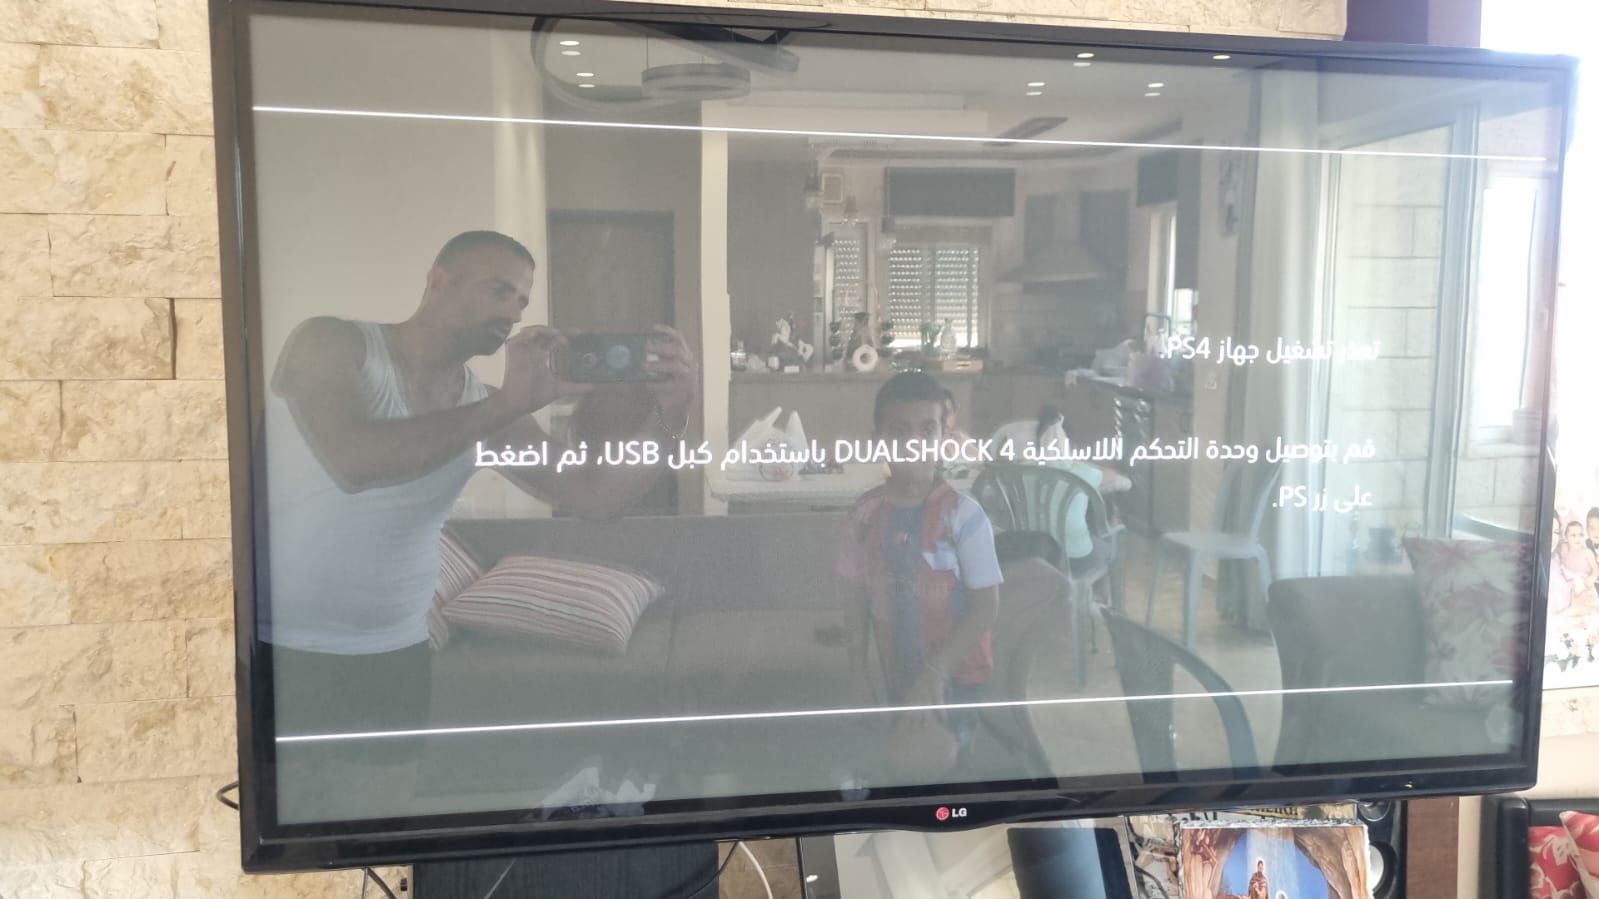 تعذر تشغيل جهاز PS4.
قم بتوصيل وحدة التحكم اللاسلكية DUALSHOCK 4 باستخدام كبل USB، ثم اضغط
على زر PS.
LG